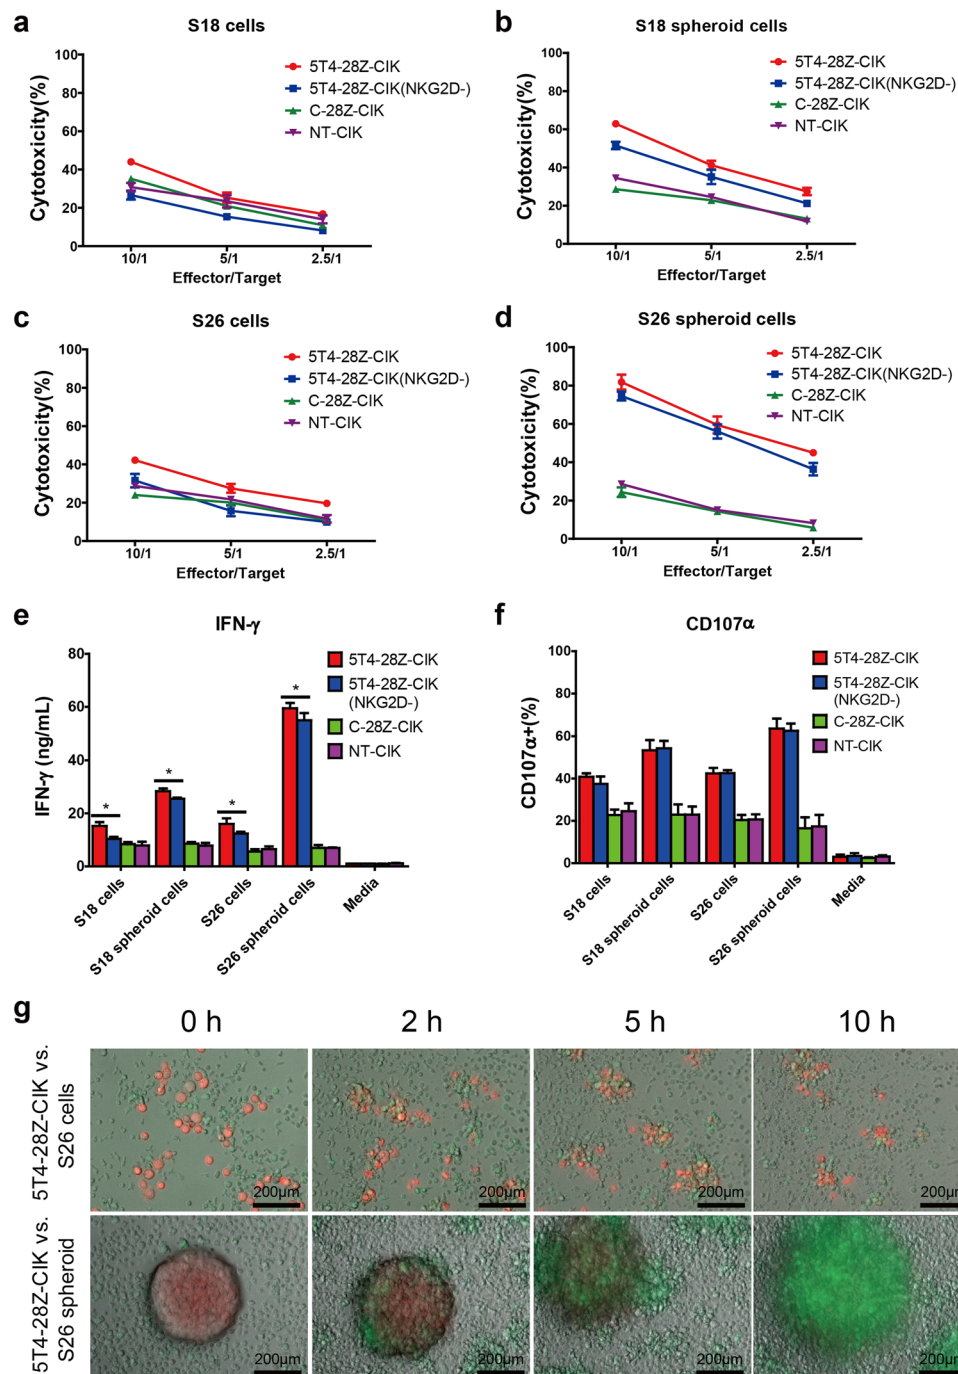 a
S18 cells
100
80
60
40
20
0
Cytotoxicity(%)
10/1 5/1 2.5/1
Effector/Target
5T4-28Z-CIK
5T4-28Z-CIK(NKG2D-)
C-28Z-CIK
NT-CIK
b
S18 spheroid cells
100
80
60
40
20
0
Cytotoxicity(%)
10/1 5/1 2.5/1
Effector/Target
5T4-28Z-CIK
5T4-28Z-CIK(NKG2D-)
C-28Z-CIK
NT-CIK
c
S26 cells
100
80
60
40
20
0
Cytotoxicity(%)
10/1 5/1 2.5/1
Effector/Target
5T4-28Z-CIK
5T4-28Z-CIK(NKG2D-)
C-28Z-CIK
NT-CIK
d
S26 spheroid cells
100
80
60
40
20
0
Cytotoxicity(%)
10/1 5/1 2.5/1
Effector/Target
5T4-28Z-CIK
5T4-28Z-CIK(NKG2D-)
C-28Z-CIK
NT-CIK
e
IFN-γ
80
60
40
20
0
IFN-γ (ng/mL)
* * * *
S18 cells
S18 spheroid cells
S26 cells
S26 spheroid cells
Media
5T4-28Z-CIK
5T4-28Z-CIK
(NKG2D-)
C-28Z-CIK
NT-CIK
f
CD107α
100
80
60
40
20
0
CD107α+(%)
S18 cells
S18 spheroid cells
S26 cells
S26 spheroid cells
Media
5T4-28Z-CIK
5T4-28Z-CIK
(NKG2D-)
C-28Z-CIK
NT-CIK
g
0 h 2 h 5 h 10 h
5T4-28Z-CIK vs.
S26 cells
200μm 200μm 200μm 200μm
5T4-28Z-CIK vs.
S26 spheroid
200μm 200μm 200μm 200μm